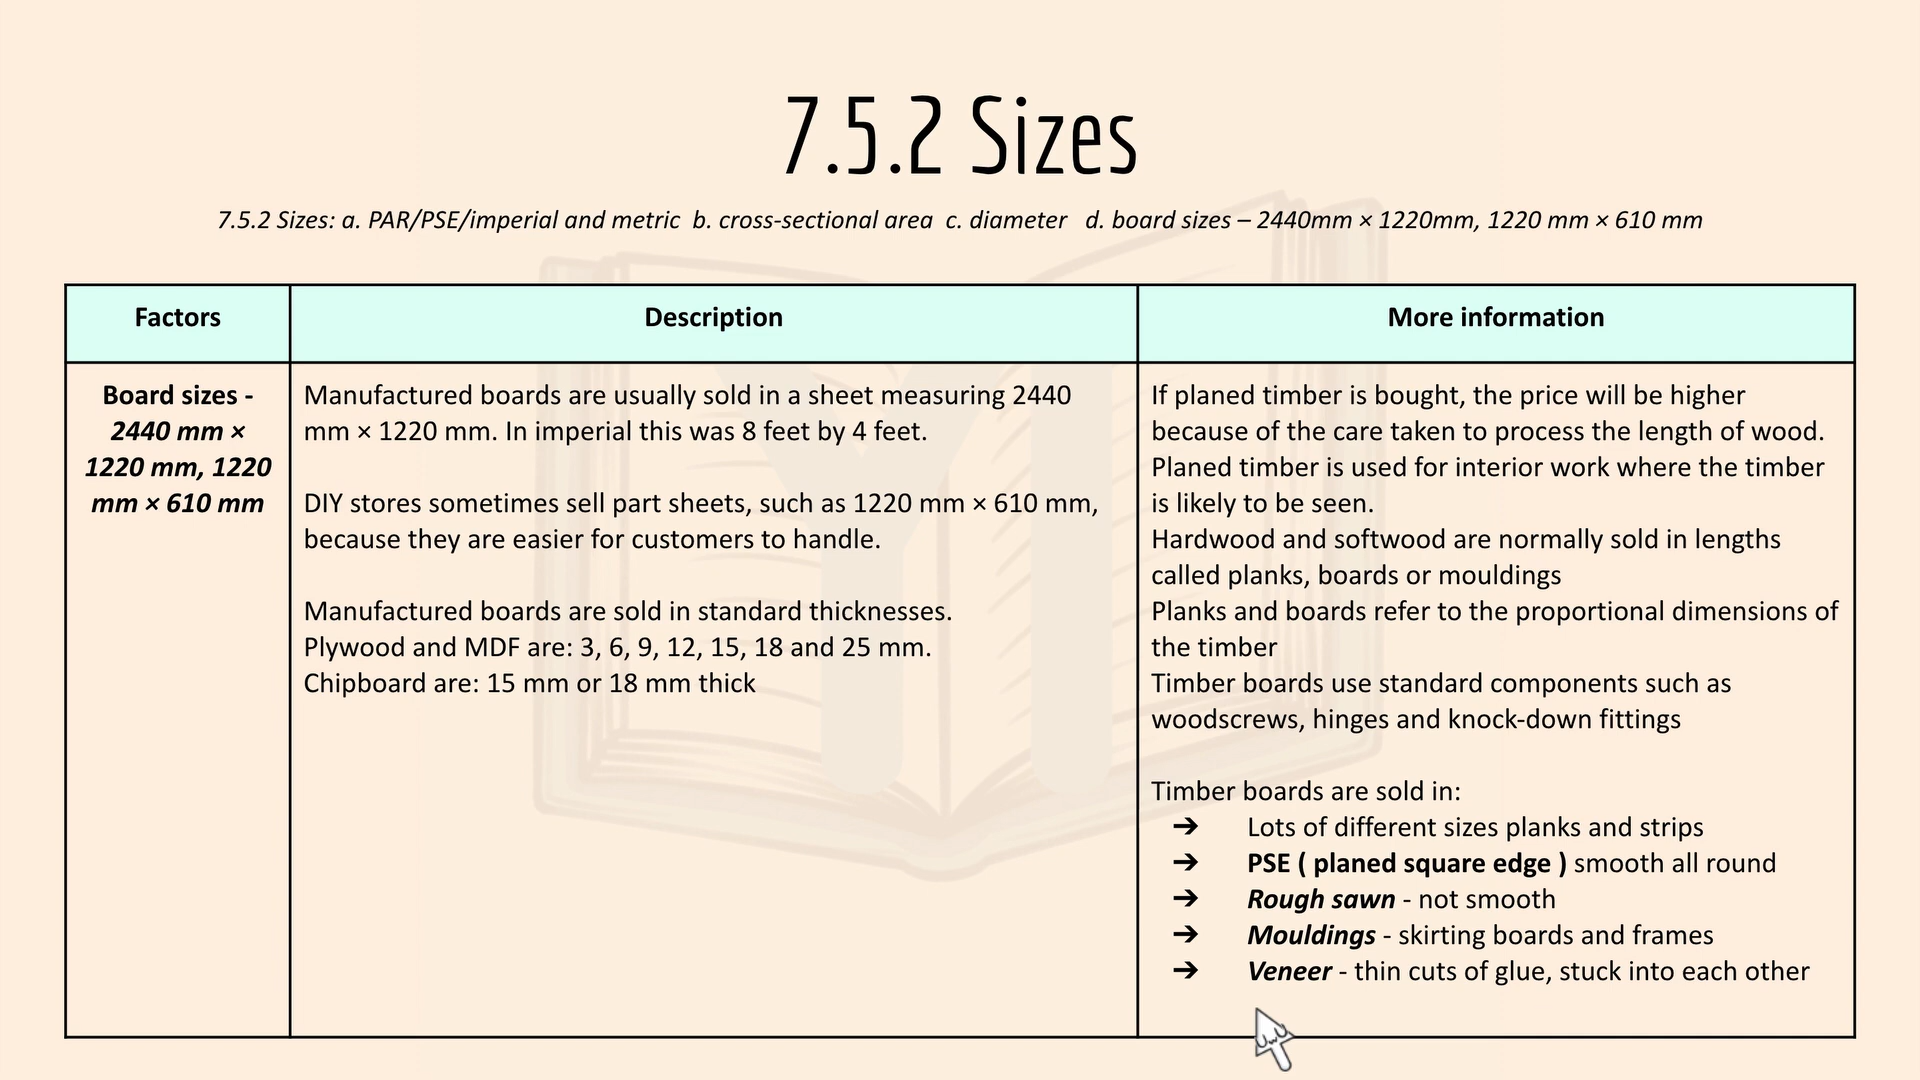 7.5.2 Sizes
7.5.2 Sizes: a. PAR/PSE/imperial and metric  b. cross-sectional area  c. diameter   d. board sizes – 2440mm × 1220mm, 1220 mm × 610 mm
Factors
Description
More information
Board sizes -
2440 mm ×
1220 mm, 1220
mm × 610 mm
Manufactured boards are usually sold in a sheet measuring 2440
mm × 1220 mm. In imperial this was 8 feet by 4 feet.
DIY stores sometimes sell part sheets, such as 1220 mm × 610 mm,
because they are easier for customers to handle.
Manufactured boards are sold in standard thicknesses.
Plywood and MDF are: 3, 6, 9, 12, 15, 18 and 25 mm.
Chipboard are: 15 mm or 18 mm thick
If planed timber is bought, the price will be higher
because of the care taken to process the length of wood.
Planed timber is used for interior work where the timber
is likely to be seen.
Hardwood and softwood are normally sold in lengths
called planks, boards or mouldings
Planks and boards refer to the proportional dimensions of
the timber
Timber boards use standard components such as
woodscrews, hinges and knock-down fittings
Timber boards are sold in:
➔ Lots of different sizes planks and strips
➔ PSE ( planed square edge ) smooth all round
➔ Rough sawn - not smooth
➔ Mouldings - skirting boards and frames
➔ Veneer - thin cuts of glue, stuck into each other
YI